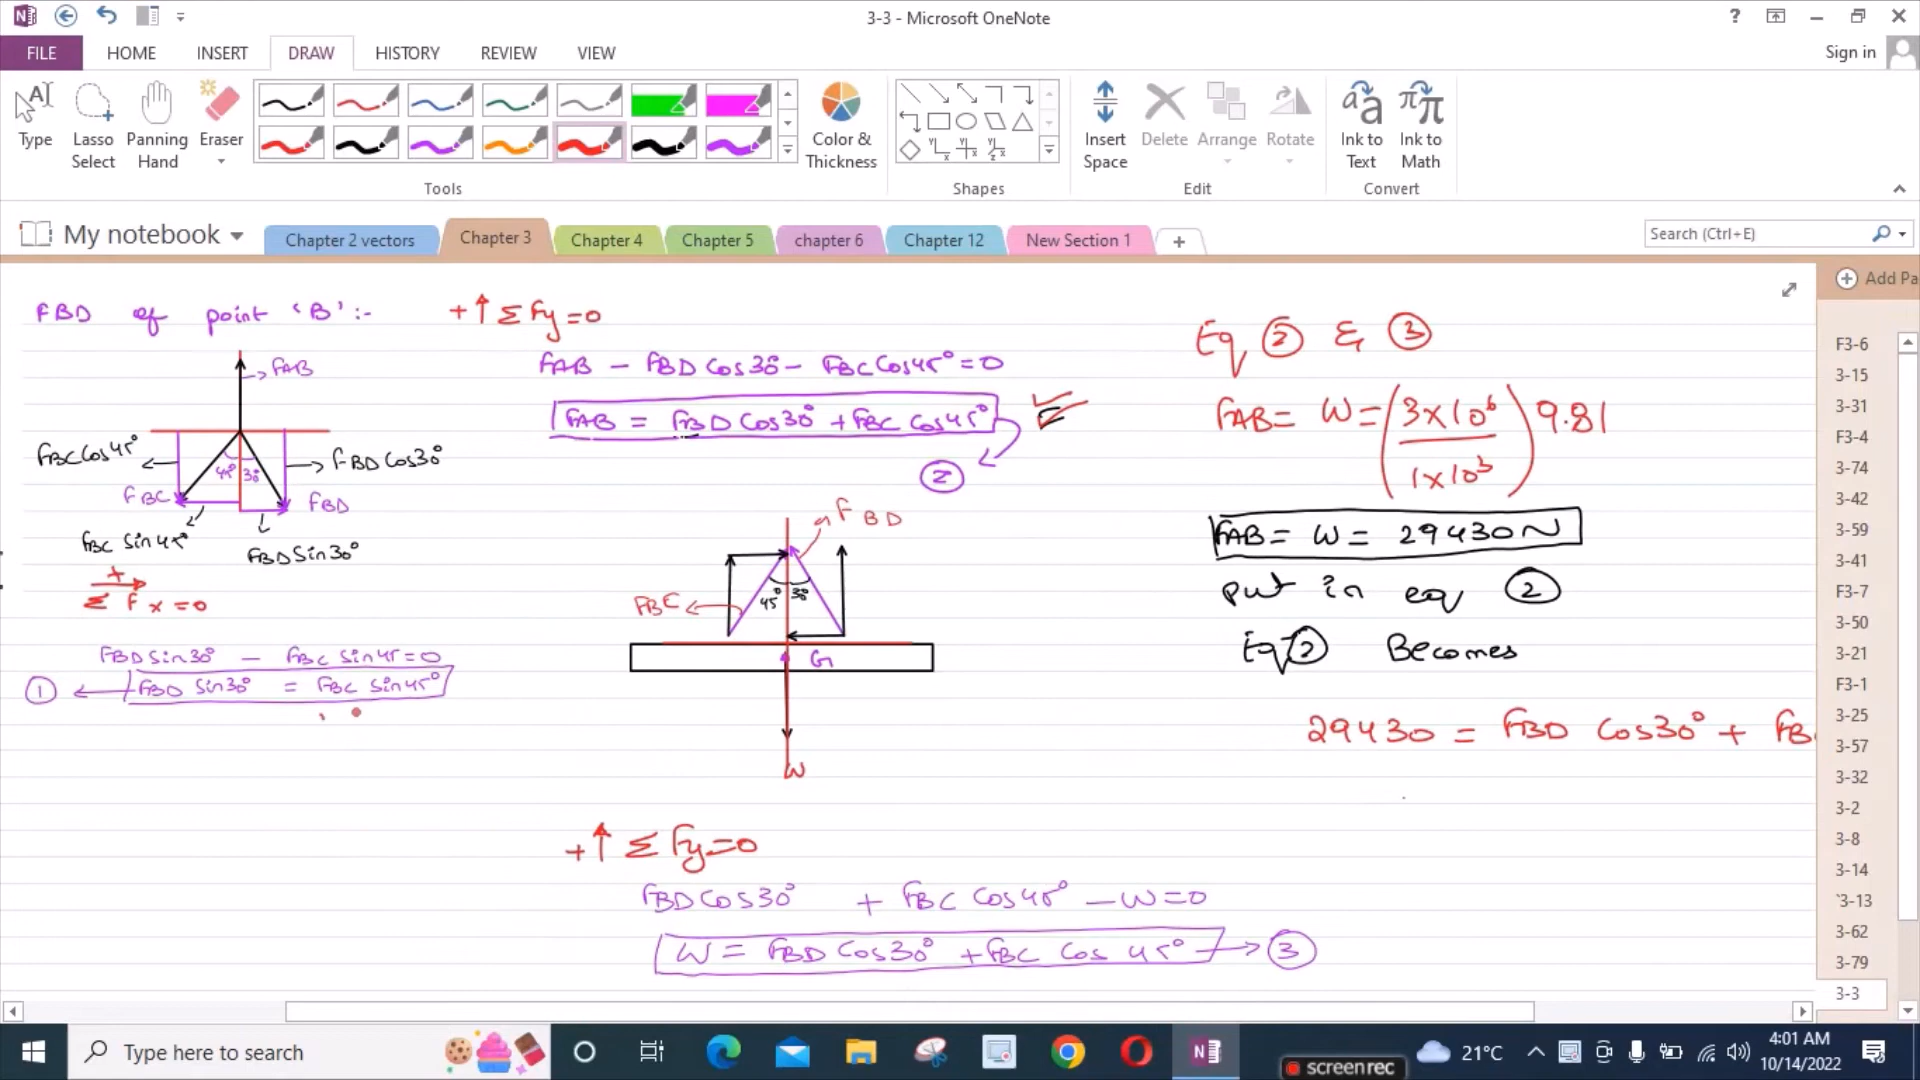 3-3 - Microsoft OneNote
FILE HOME INSERT DRAW HISTORY REVIEW VIEW
Sign in
Type
Lasso Select
Panning Hand
Eraser
Color & Thickness
Insert Space
Delete
Arrange
Rotate
Ink to Text
Ink to Math
Tools
Shapes
Edit
Convert
My notebook
Chapter 2 vectors
Chapter 3
Chapter 4
Chapter 5
chapter 6
Chapter 12
New Section 1
Search (Ctrl+E)
Add Pa
FBD of point 'B' :-
FAB
FBC Cos45°
45° 30°
FBD Cos30°
FBC
FBD
FBC Sin45°
FBD Sin30°
+
Σ Fx = 0
FBD Sin30° - FBC Sin45 = 0
① FBD Sin30° = FBC Sin45°
+↑ Σ Fy = 0
FAB - FBD Cos30° - FBC Cos45° = 0
FAB = FBD Cos30° + FBC Cos45°
②
F BD
FBC
45° 30°
G
W
+↑ Σ Fy = 0
FBD Cos30° + FBC Cos45° - W = 0
W = FBD Cos30° + FBC Cos 45° → ③
Eq ② & ③
FAB = W = (3×10⁶ / 1×10³) 9.81
FAB = W = 29430 N
put in eq ②
Eq ② Becomes
29430 = FBD Cos30° + FB
F3-6
3-15
3-31
F3-4
3-74
3-42
3-59
3-41
F3-7
3-50
3-21
F3-1
3-25
3-57
3-32
3-2
3-8
3-14
`3-13
3-62
3-79
3-3
Type here to search
screenrec
21°C
4:01 AM
10/14/2022